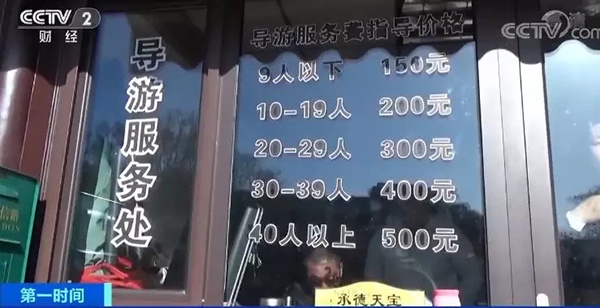 CCTV 2
财经
CCTV.com
导游服务处
导游服务费指导价格
9人以下 150元
10-19人 200元
20-29人 300元
30-39人 400元
40人以上 500元
承德天宝
第一时间